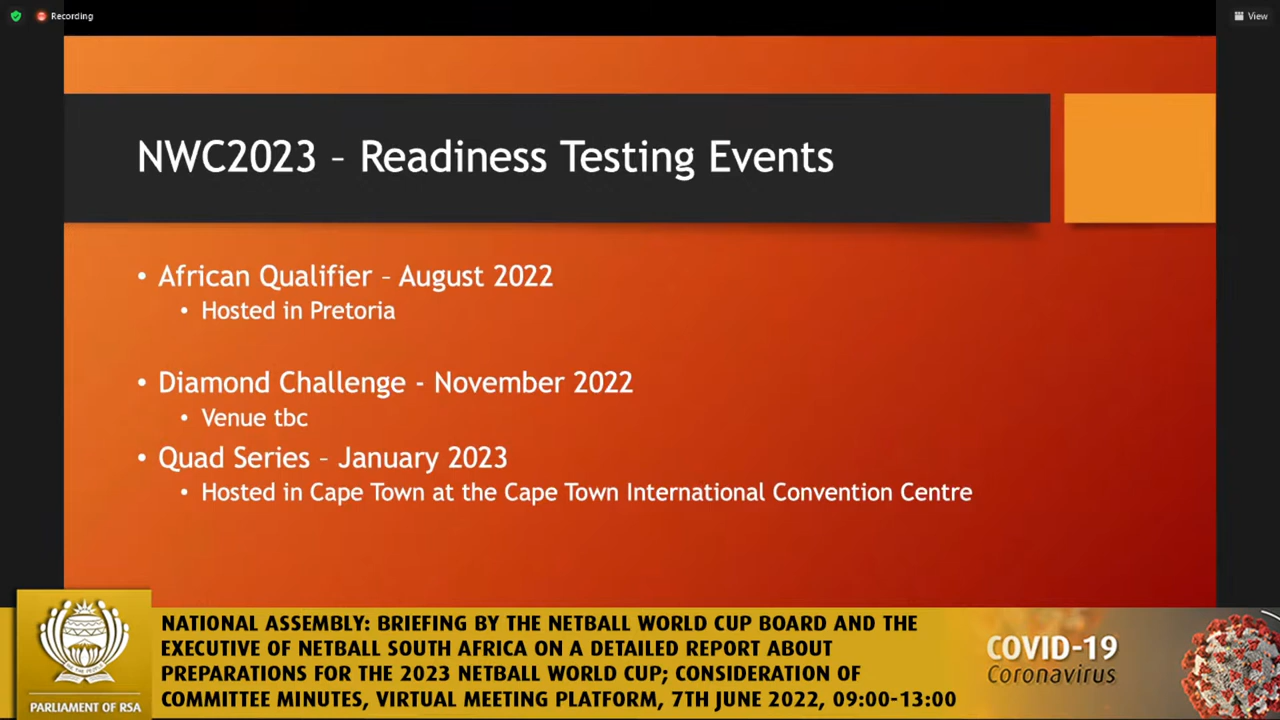 Recording
View
NWC2023 – Readiness Testing Events
• African Qualifier – August 2022
• Hosted in Pretoria
• Diamond Challenge - November 2022
• Venue tbc
• Quad Series – January 2023
• Hosted in Cape Town at the Cape Town International Convention Centre
NATIONAL ASSEMBLY: BRIEFING BY THE NETBALL WORLD CUP BOARD AND THE
EXECUTIVE OF NETBALL SOUTH AFRICA ON A DETAILED REPORT ABOUT
PREPARATIONS FOR THE 2023 NETBALL WORLD CUP; CONSIDERATION OF
COMMITTEE MINUTES, VIRTUAL MEETING PLATFORM, 7TH JUNE 2022, 09:00-13:00
PARLIAMENT OF RSA
COVID-19
Coronavirus